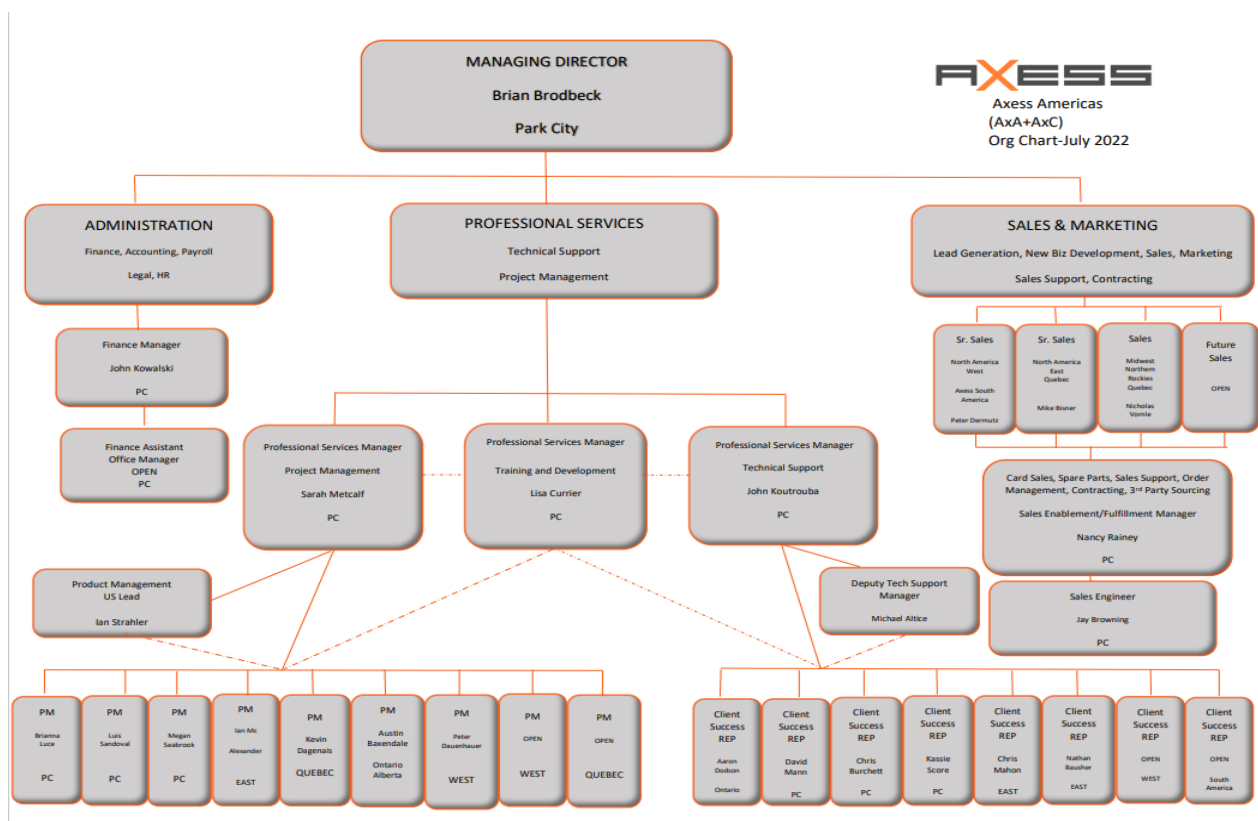 MANAGING DIRECTOR
Brian Brodbeck
Park City
AXESS
Axess Americas
(AxA+AxC)
Org Chart-July 2022
ADMINISTRATION
Finance, Accounting, Payroll
Legal, HR
PROFESSIONAL SERVICES
Technical Support
Project Management
SALES & MARKETING
Lead Generation, New Biz Development, Sales, Marketing
Sales Support, Contracting
Finance Manager
John Kowalski
PC
Finance Assistant
Office Manager
OPEN
PC
Sr. Sales
North America
West
Axess South
America
Peter Dermutz
Sr. Sales
North America
East
Quebec
Mike Bisner
Sales
Midwest
Northern
Rockies
Quebec
Nicholas
Vomle
Future
Sales
OPEN
Professional Services Manager
Project Management
Sarah Metcalf
PC
Professional Services Manager
Training and Development
Lisa Currier
PC
Professional Services Manager
Technical Support
John Koutrouba
PC
Card Sales, Spare Parts, Sales Support, Order
Management, Contracting, 3rd Party Sourcing
Sales Enablement/Fulfillment Manager
Nancy Rainey
PC
Product Management
US Lead
Ian Strahler
Deputy Tech Support
Manager
Michael Altice
Sales Engineer
Jay Browning
PC
PM
Brianna
Luce
PC
PM
Luis
Sandoval
PC
PM
Megan
Seabrook
PC
PM
Ian Mc
Alexander
EAST
PM
Kevin
Dagenais
QUEBEC
PM
Austin
Baxendale
Ontario
Alberta
PM
Peter
Dauenhauer
WEST
PM
OPEN
WEST
PM
OPEN
QUEBEC
Client
Success
REP
Aaron
Dodson
Ontario
Client
Success
REP
David
Mann
PC
Client
Success
REP
Chris
Burchett
PC
Client
Success
REP
Kassie
Score
PC
Client
Success
REP
Chris
Mahon
EAST
Client
Success
REP
Nathan
Bausher
EAST
Client
Success
REP
OPEN
WEST
Client
Success
REP
OPEN
South
America